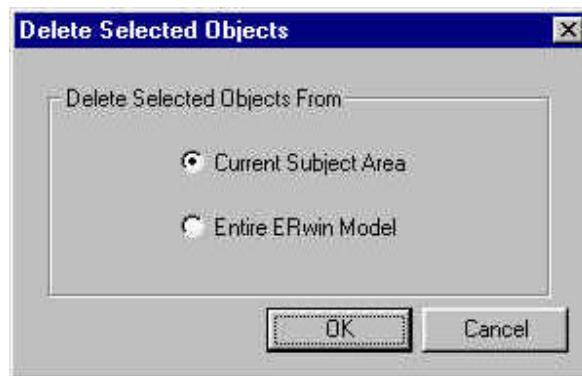 Delete Selected Objects
Delete Selected Objects From
Current Subject Area
Entire ERwin Model
OK
Cancel